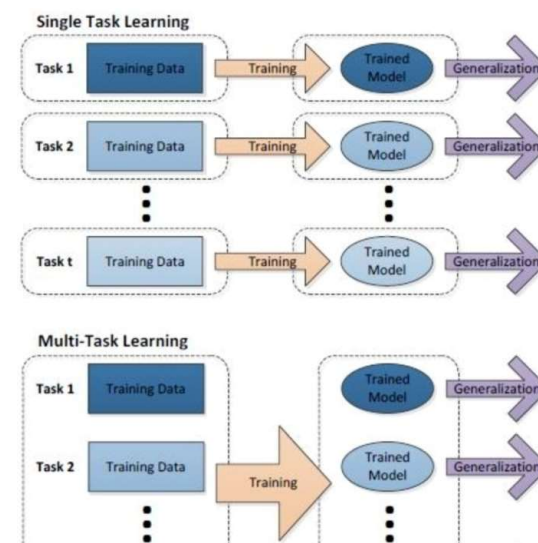 Single Task Learning
Task 1 Training Data Training Trained Model Generalization
Task 2 Training Data Training Trained Model Generalization
Task t Training Data Training Trained Model Generalization
Multi-Task Learning
Task 1 Training Data Trained Model Generalization
Task 2 Training Data Training Trained Model Generalization